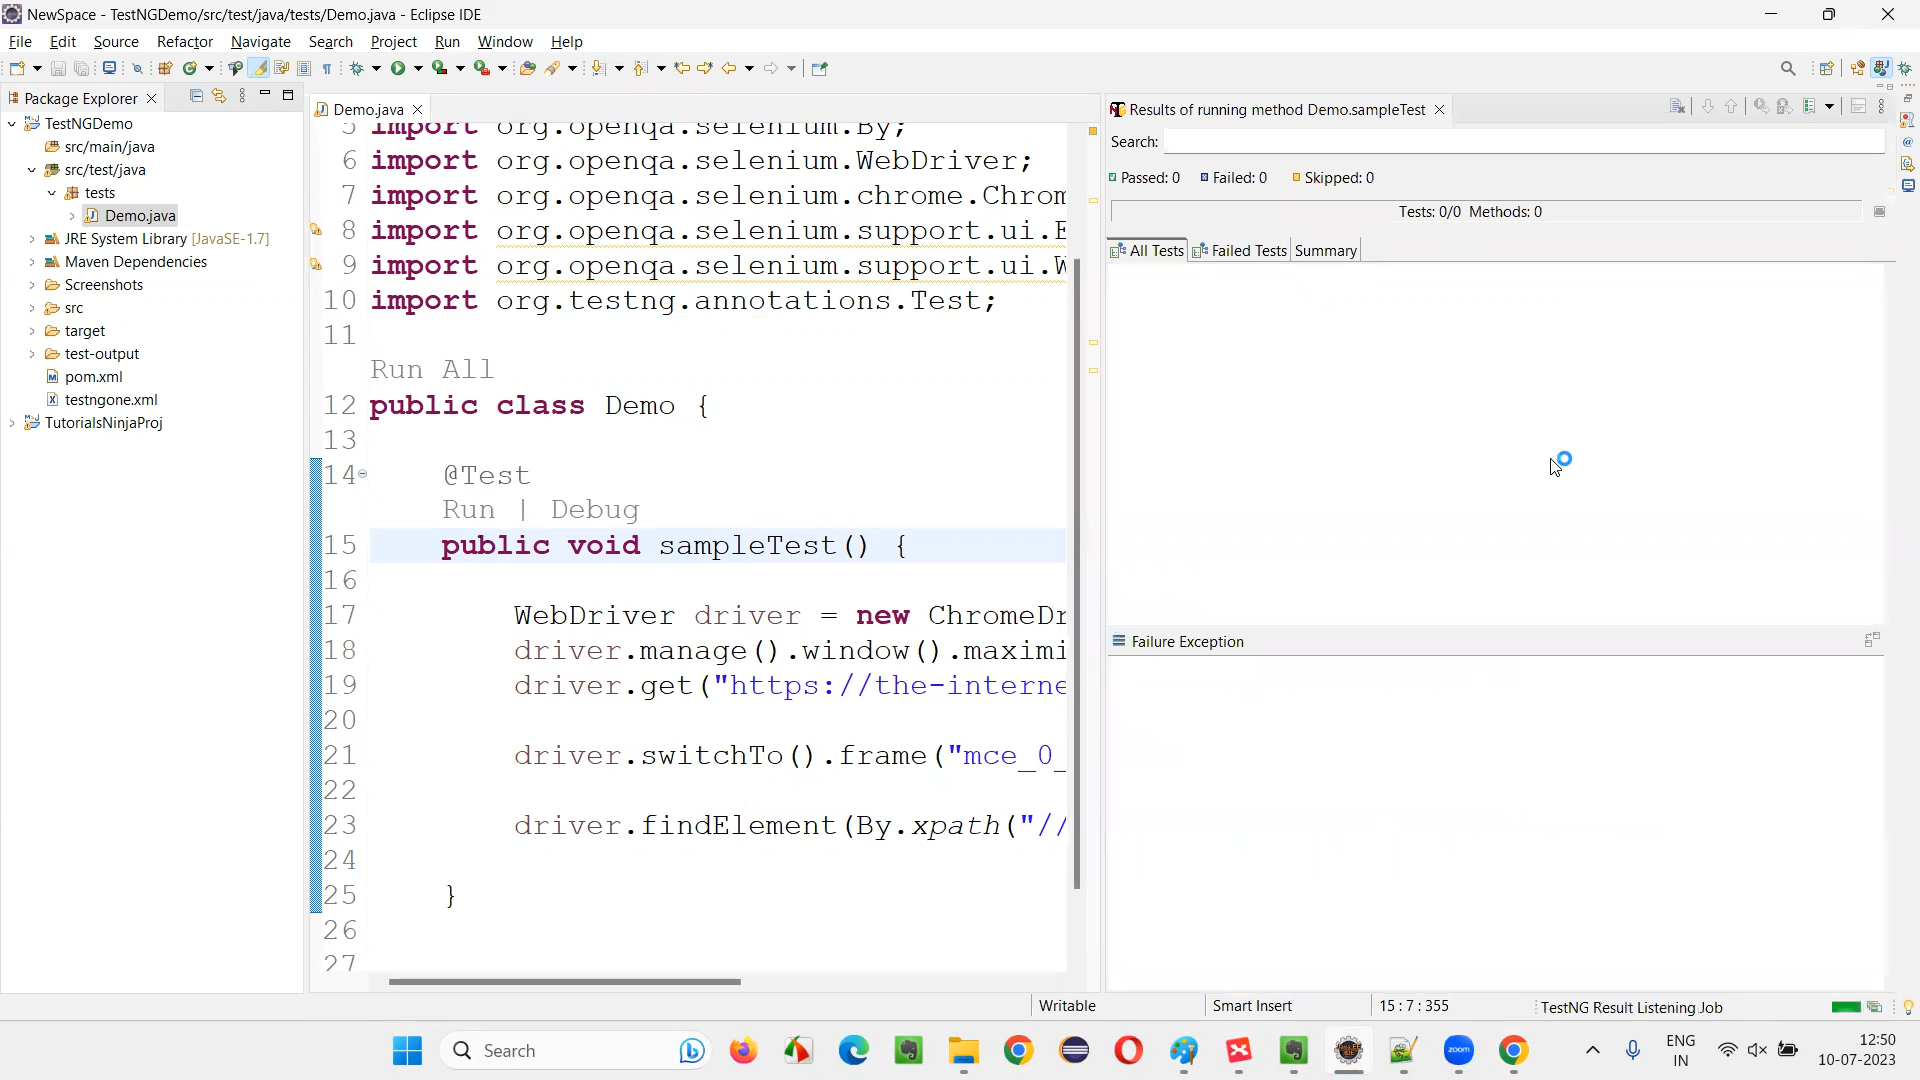 NewSpace - TestNGDemo/src/test/java/tests/Demo.java - Eclipse IDE
File Edit Source Refactor Navigate Search Project Run Window Help
Package Explorer
TestNGDemo
src/main/java
src/test/java
tests
Demo.java
JRE System Library [JavaSE-1.7]
Maven Dependencies
Screenshots
src
target
test-output
pom.xml
testngone.xml
TutorialsNinjaProj
Demo.java
5 import org.openqa.selenium.By;
6 import org.openqa.selenium.WebDriver;
7 import org.openqa.selenium.chrome.Chrom
8 import org.openqa.selenium.support.ui.E
9 import org.openqa.selenium.support.ui.W
10 import org.testng.annotations.Test;
11
Run All
12 public class Demo {
13
14 @Test
Run | Debug
15 public void sampleTest() {
16
17 WebDriver driver = new ChromeDr
18 driver.manage().window().maximi
19 driver.get("https://the-interne
20
21 driver.switchTo().frame("mce_0_
22
23 driver.findElement(By.xpath("//
24
25 }
26
27
Results of running method Demo.sampleTest
Search:
Passed: 0 Failed: 0 Skipped: 0
Tests: 0/0 Methods: 0
All Tests Failed Tests Summary
Failure Exception
Writable Smart Insert 15 : 7 : 355 TestNG Result Listening Job
Search
zoom
ENG
IN
12:50
10-07-2023